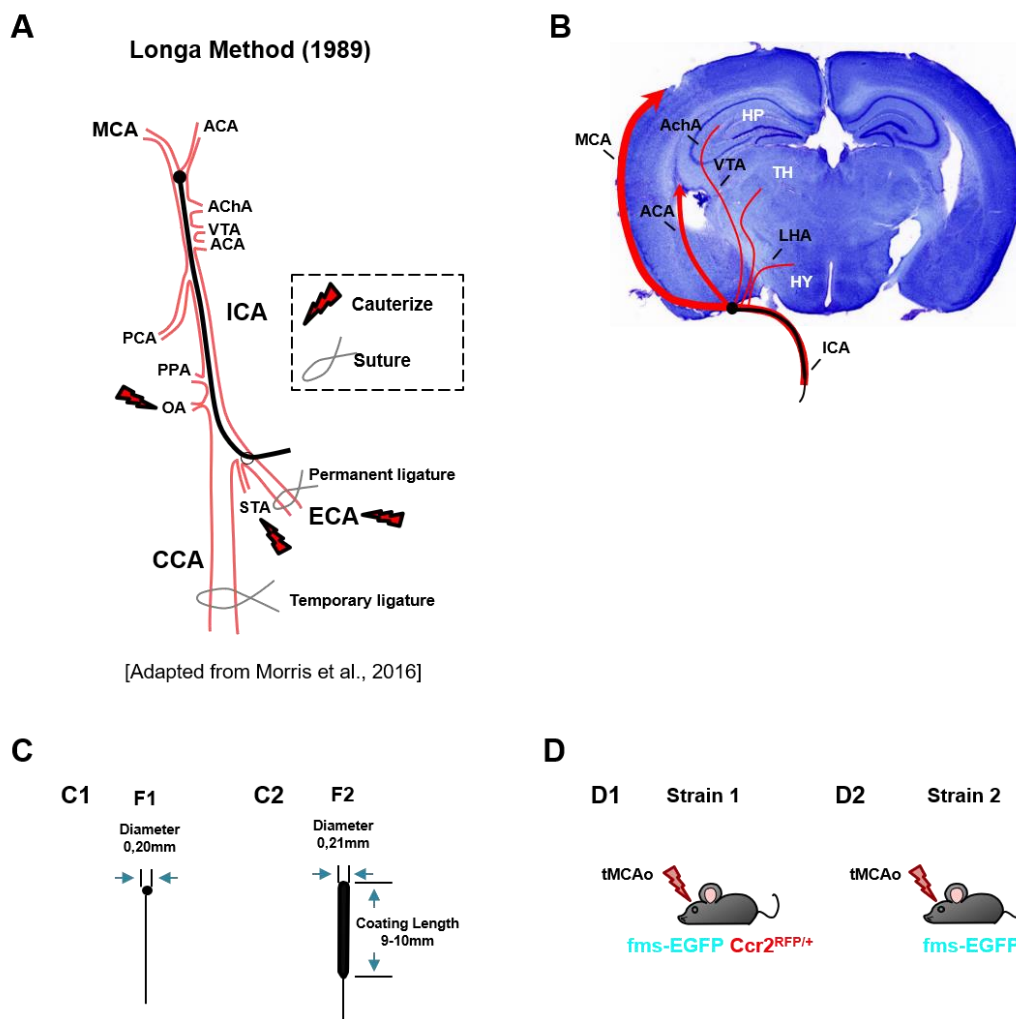 A
Longa Method (1989)
MCA
ACA
AChA
VTA
ACA
ICA
PCA
PPA
OA
Cauterize
Suture
Permanent ligature
STA
ECA
CCA
Temporary ligature
[Adapted from Morris et al., 2016]
B
HP
AchA
MCA
VTA
TH
ACA
LHA
HY
ICA
C
C1
F1
Diameter
0,20mm
C2
F2
Diameter
0,21mm
Coating Length
9-10mm
D
D1
Strain 1
tMCAo
fms-EGFP Ccr2RFP/+
D2
Strain 2
tMCAo
fms-EGFP